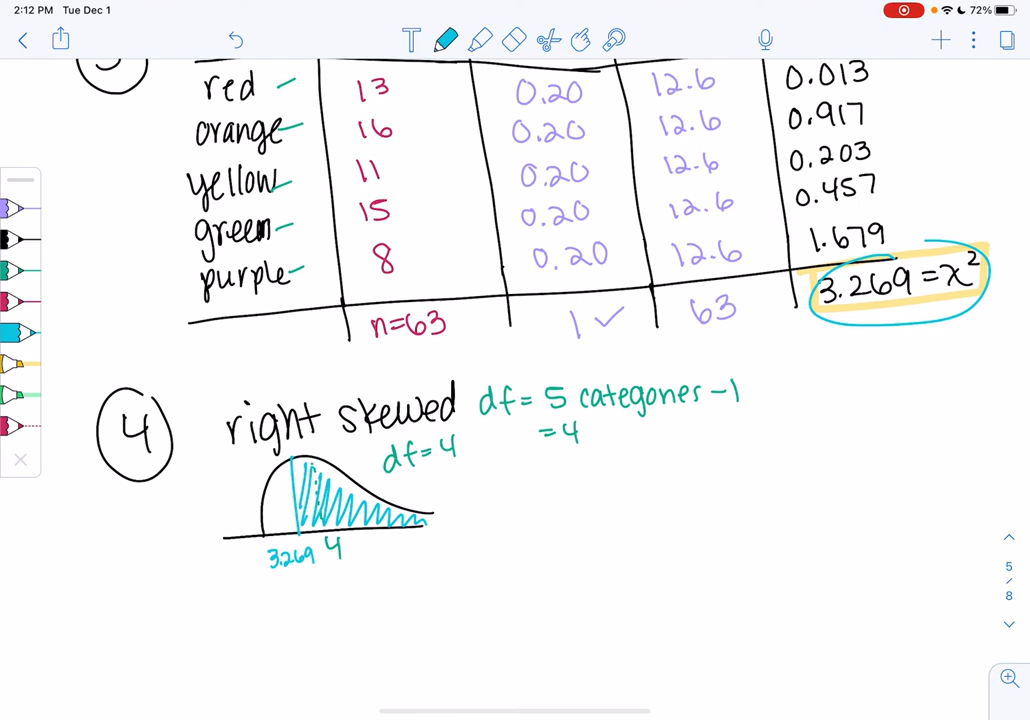 2:12 PM Tue Dec 1
72%
red 13 0.20 12.6 0.013
orange 16 0.20 12.6 0.917
yellow 11 0.20 12.6 0.203
green 15 0.20 12.6 0.457
purple 8 0.20 12.6 1.679
n=63 1 ✓ 63 3.269 = x²
4 right skewed df = 5 categories -1
df = 4 = 4
3.269 4
5
/
8